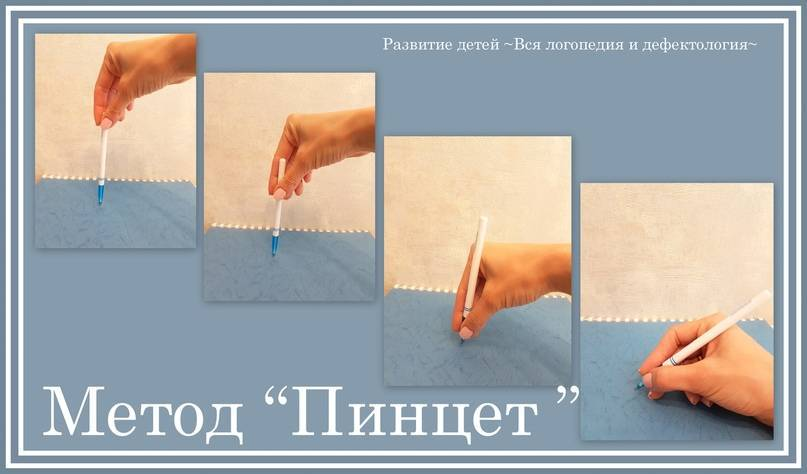 Развитие детей ~Вся логопедия и дефектология~
Метод “Пинцет ”